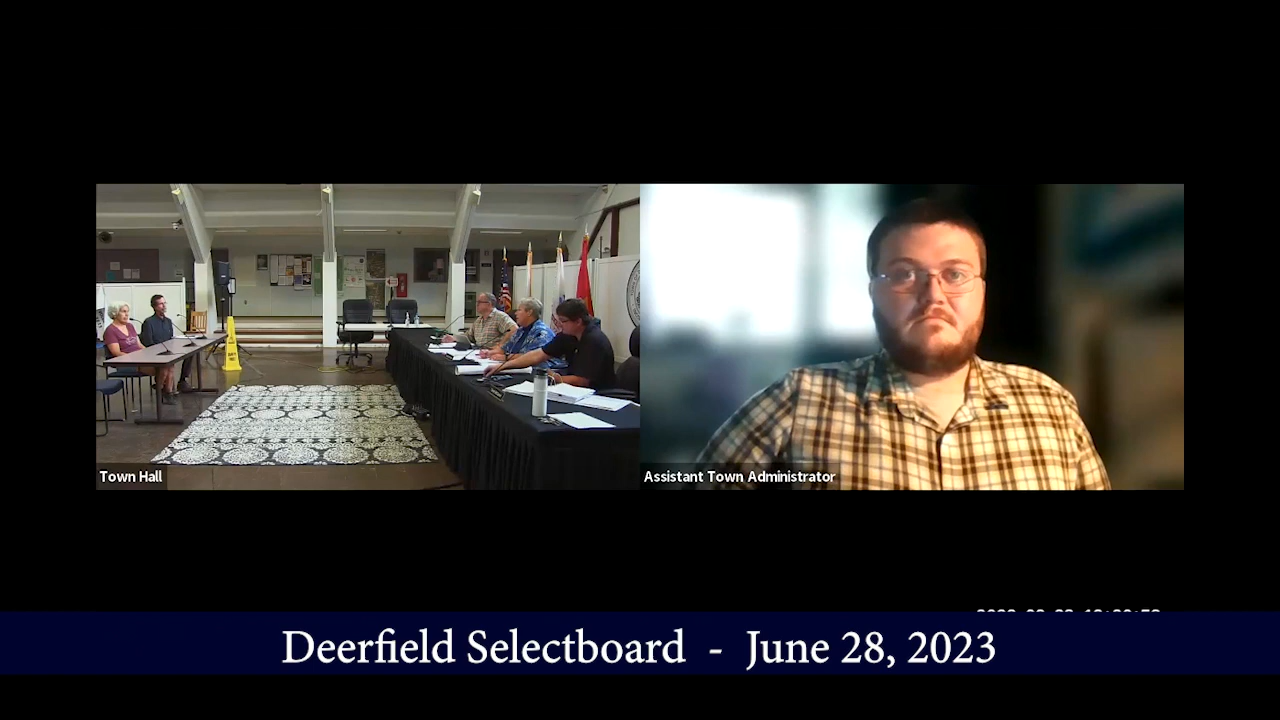 Town Hall
Assistant Town Administrator
Deerfield Selectboard - June 28, 2023